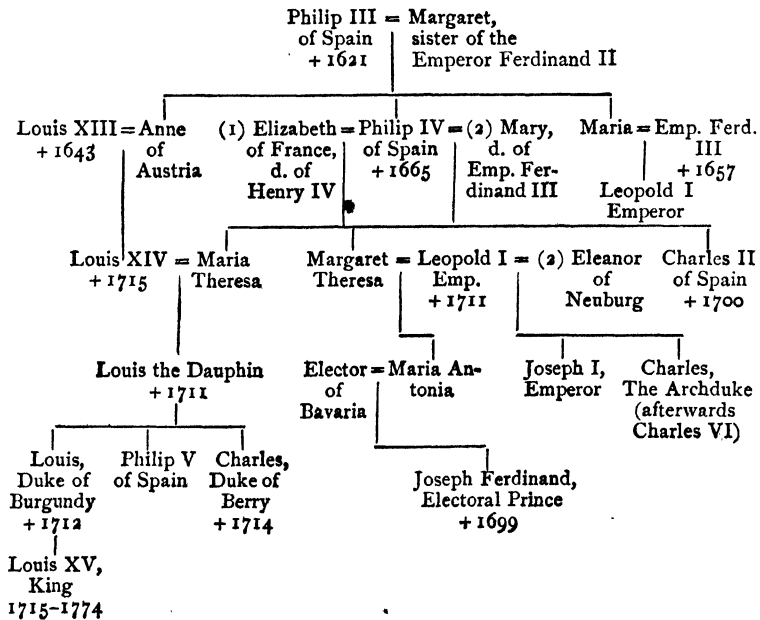 Philip III = Margaret,
of Spain sister of the
+ 1621 Emperor Ferdinand II
Louis XIII = Anne (1) Elizabeth = Philip IV = (2) Mary, Maria = Emp. Ferd.
+ 1643 of of France, of Spain d. of III
Austria d. of + 1665 Emp. Fer- + 1657
Henry IV dinand III Leopold I
Emperor
Louis XIV = Maria Margaret = Leopold I = (2) Eleanor Charles II
+ 1715 Theresa Theresa Emp. of of Spain
+ 1711 Neuburg + 1700
Louis the Dauphin Elector = Maria An- Joseph I, Charles,
+ 1711 of tonia Emperor The Archduke
Bavaria (afterwards
Charles VI)
Louis, Philip V Charles,
Duke of of Spain Duke of
Burgundy Berry
+ 1712 + 1714
Joseph Ferdinand,
Electoral Prince
+ 1699
Louis XV,
King
1715-1774